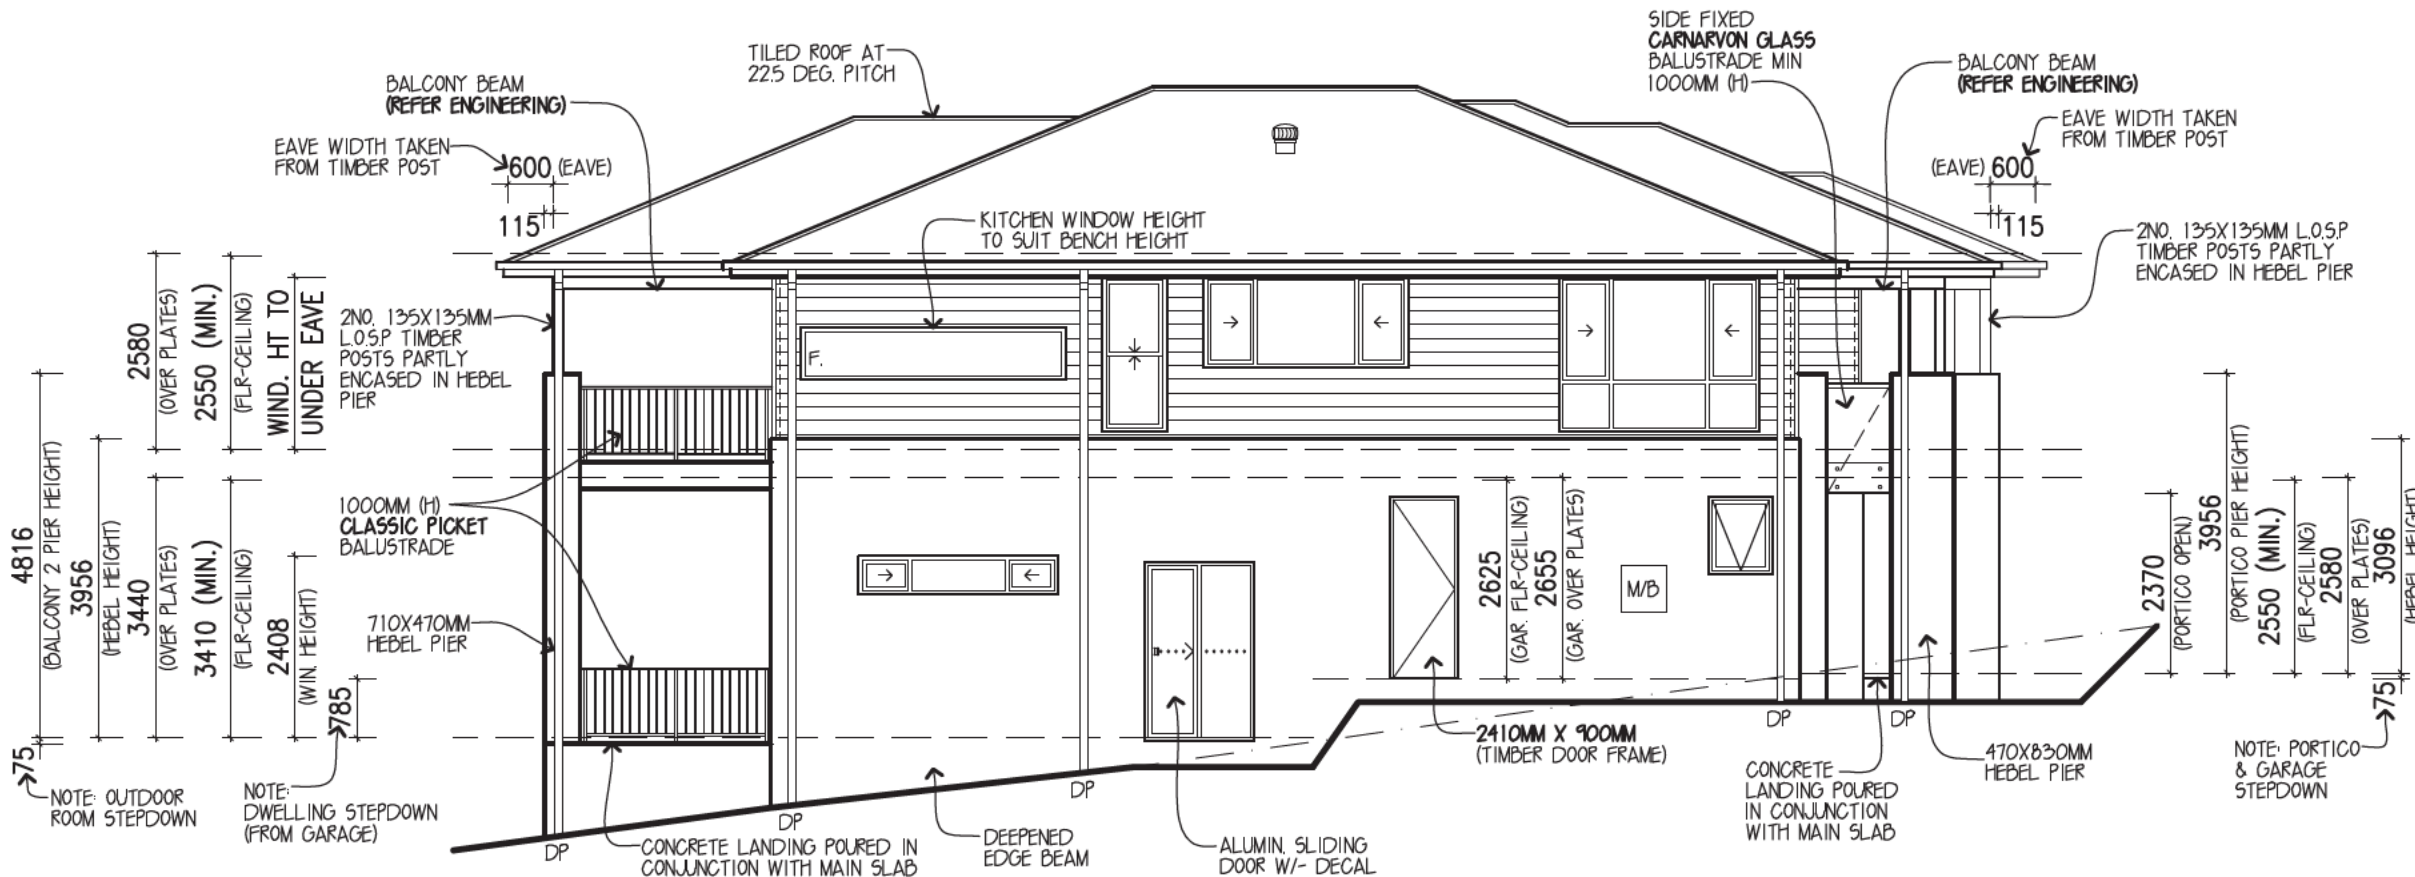 SIDE FIXED
CARNARVON GLASS
BALUSTRADE MIN
1000MM (H)
TILED ROOF AT
22.5 DEG. PITCH
BALCONY BEAM
(REFER ENGINEERING)
BALCONY BEAM
(REFER ENGINEERING)
EAVE WIDTH TAKEN
FROM TIMBER POST
EAVE WIDTH TAKEN
FROM TIMBER POST
600 (EAVE)
(EAVE) 600
115
115
KITCHEN WINDOW HEIGHT
TO SUIT BENCH HEIGHT
2NO. 135X135MM L.O.S.P
TIMBER POSTS PARTLY
ENCASED IN HEBEL PIER
2580
(OVER PLATES)
2550 (MIN.)
(FLR-CEILING)
WIND. HT TO
UNDER EAVE
2NO. 135X135MM
L.O.S.P TIMBER
POSTS PARTLY
ENCASED IN HEBEL
PIER
F.
4816
(BALCONY 2 PIER HEIGHT)
3956
(HEBEL HEIGHT)
3440
(OVER PLATES)
3410 (MIN.)
(FLR-CEILING)
2408
(WIN. HEIGHT)
785
75
1000MM (H)
CLASSIC PICKET
BALUSTRADE
710X470MM
HEBEL PIER
2625
(GAR. FLR-CEILING)
2655
(GAR. OVER PLATES)
M/B
2370
(PORTICO OPEN)
3956
(PORTICO PIER HEIGHT)
2550 (MIN.)
(FLR-CEILING)
2580
(OVER PLATES)
3096
(HEBEL HEIGHT)
75
2410MM X 900MM
(TIMBER DOOR FRAME)
DP
DP
DP
DP
DP
NOTE: OUTDOOR
ROOM STEPDOWN
NOTE:
DWELLING STEPDOWN
(FROM GARAGE)
CONCRETE LANDING POURED IN
CONJUNCTION WITH MAIN SLAB
DEEPENED
EDGE BEAM
ALUMIN. SLIDING
DOOR W/- DECAL
CONCRETE
LANDING POURED
IN CONJUNCTION
WITH MAIN SLAB
470X830MM
HEBEL PIER
NOTE: PORTICO
& GARAGE
STEPDOWN